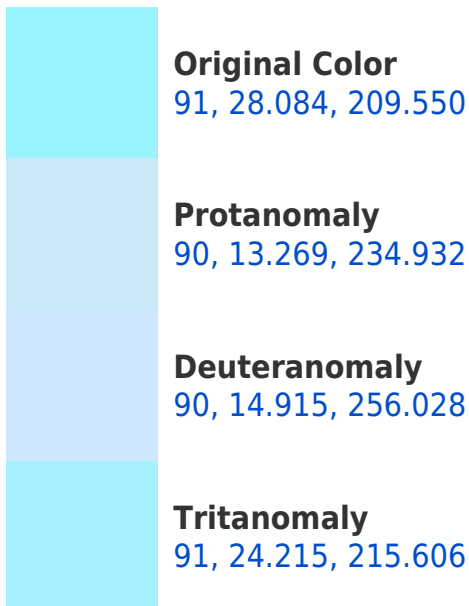 Original Color
91, 28.084, 209.550
Protanomaly
90, 13.269, 234.932
Deuteranomaly
90, 14.915, 256.028
Tritanomaly
91, 24.215, 215.606